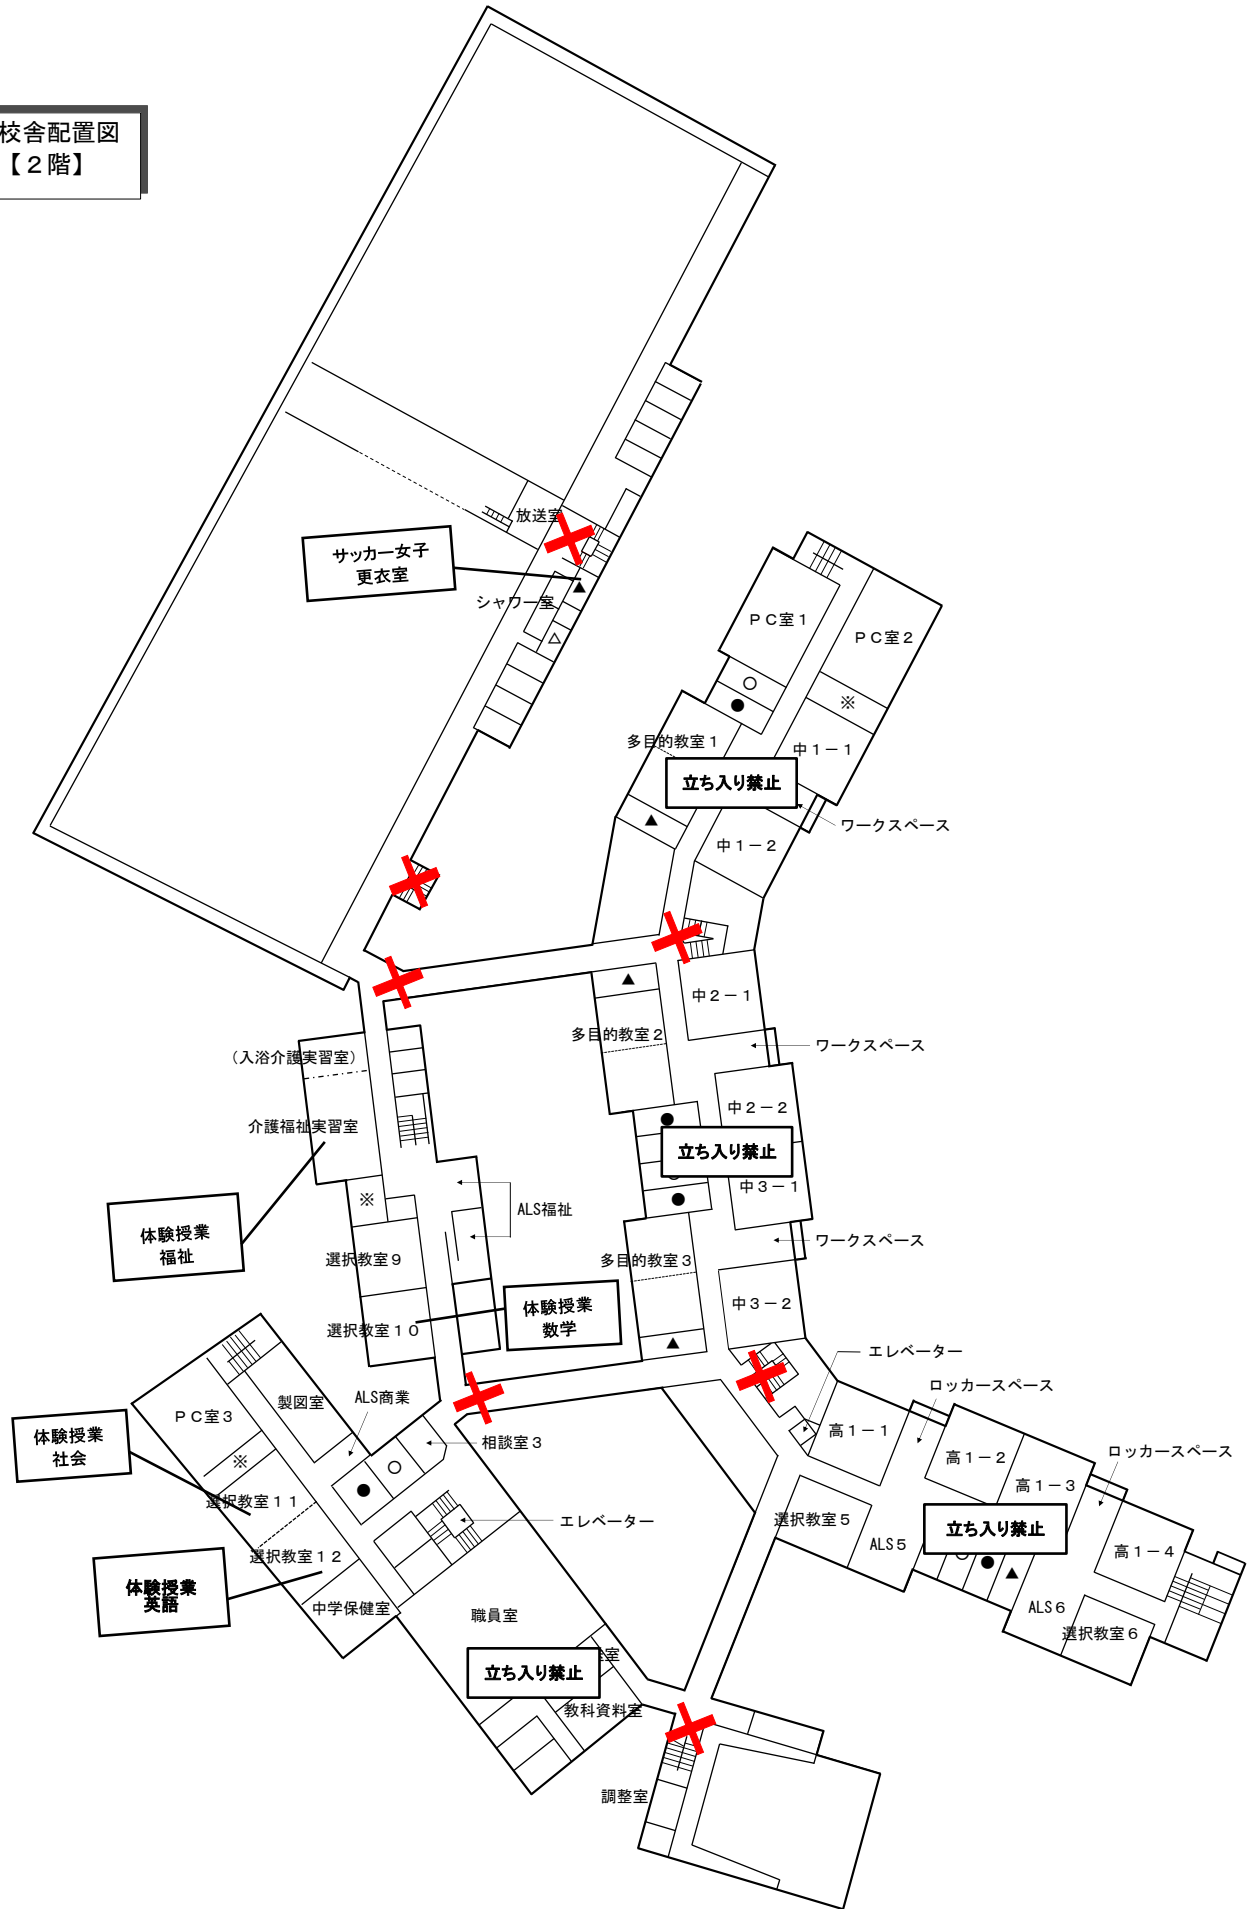 校舎配置図
【２階】
放送室
サッカー女子
更衣室
シャワー室
▲
△
ＰＣ室１
ＰＣ室２
○
●
※
多目的教室１
中１－１
立ち入り禁止
ワークスペース
▲
中１－２
▲
中２－１
多目的教室２
ワークスペース
（入浴介護実習室）
中２－２
●
介護福祉実習室
立ち入り禁止
中３－１
●
※
ALS福祉
体験授業
福祉
ワークスペース
選択教室９
多目的教室３
体験授業
数学
中３－２
選択教室１０
▲
エレベーター
ロッカースペース
製図室
ALS商業
ＰＣ室３
高１－１
体験授業
社会
相談室３
高１－２
ロッカースペース
※
○
高１－３
●
選択教室１１
エレベーター
選択教室５
立ち入り禁止
ALS５
高１－４
●
▲
選択教室１２
体験授業
英語
中学保健室
職員室
ALS６
選択教室６
室
立ち入り禁止
教科資料室
調整室